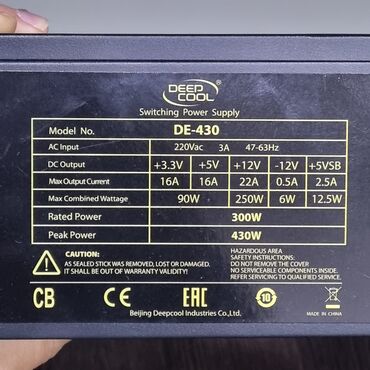 DEEP
COOL ®
Switching Power Supply
Model No. DE-430
AC Input 220Vac 3A 47-63Hz
DC Output +3.3V +5V +12V -12V +5VSB
Max Output Current 16A 16A 22A 0.5A 2.5A
Max Combined Wattage 90W 250W 6W 12.5W
Rated Power 300W
Peak Power 430W
CAUTION:
AS SEALED STICK WAS REMOVED, LOST OR DAMAGED.
IT SHALL NOT BE COVERED BY WARRANTY.
HAZARDOUS AREA
SAFETY INSTRUCTIONS:
DO NOT REMOVE COVER
NO SERVICEABLE COMPONENTS INSIDE.
REFER SERVICING TO QUALIFIED SERVICE.
CB CE EAC 10
MADE IN CHINA
Beijing Deepcool Industries Co.,Ltd.